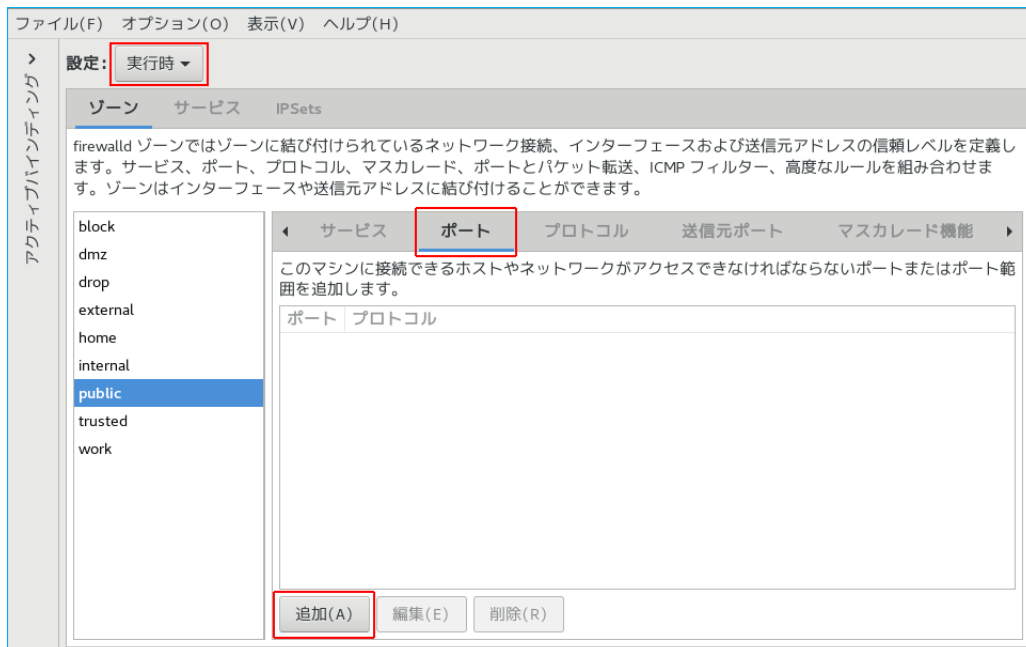 ファイル(F) オプション(O) 表示(V) ヘルプ(H)
アクティブバインディング
設定: 実行時
ゾーン サービス IPSets
firewalld ゾーンではゾーンに結び付けられているネットワーク接続、インターフェースおよび送信元アドレスの信頼レベルを定義し
ます。サービス、ポート、プロトコル、マスカレード、ポートとパケット転送、ICMP フィルター、高度なルールを組み合わせま
す。ゾーンはインターフェースや送信元アドレスに結び付けることができます。
block
dmz
drop
external
home
internal
public
trusted
work
サービス ポート プロトコル 送信元ポート マスカレード機能
このマシンに接続できるホストやネットワークがアクセスできなければならないポートまたはポート範
囲を追加します。
ポート プロトコル
追加(A) 編集(E) 削除(R)